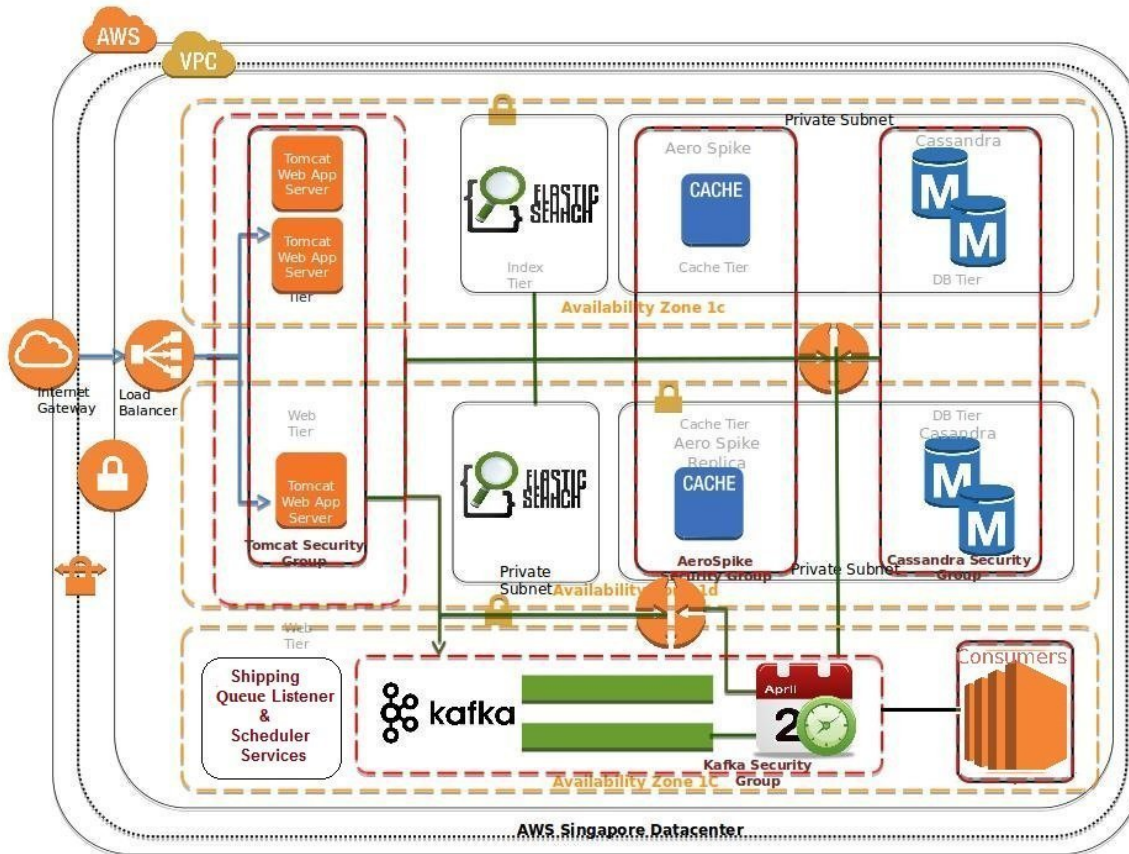 AWS
VPC
Private Subnet
Tomcat
Web App
Server
Aero Spike
Cassandra
CACHE
M
M
ELASTIC
SEARCH
Tomcat
Web App
Server
Tier
Index
Tier
Cache Tier
DB Tier
Availability Zone 1c
Internet
Gateway
Load
Balancer
Web
Tier
Cache Tier
Aero Spike
Replica
DB Tier
Casandra
CACHE
M
M
ELASTIC
SEARCH
Tomcat
Web App
Server
Tomcat Security
Group
AeroSpike
Security Group
Cassandra Security
Group
Private
Subnet
Private Subnet
1d
Web
Tier
Shipping
Queue Listener
&
Scheduler
Services
kafka
April
2
Consumers
Kafka Security
Group
Availability Zone 1C
AWS Singapore Datacenter